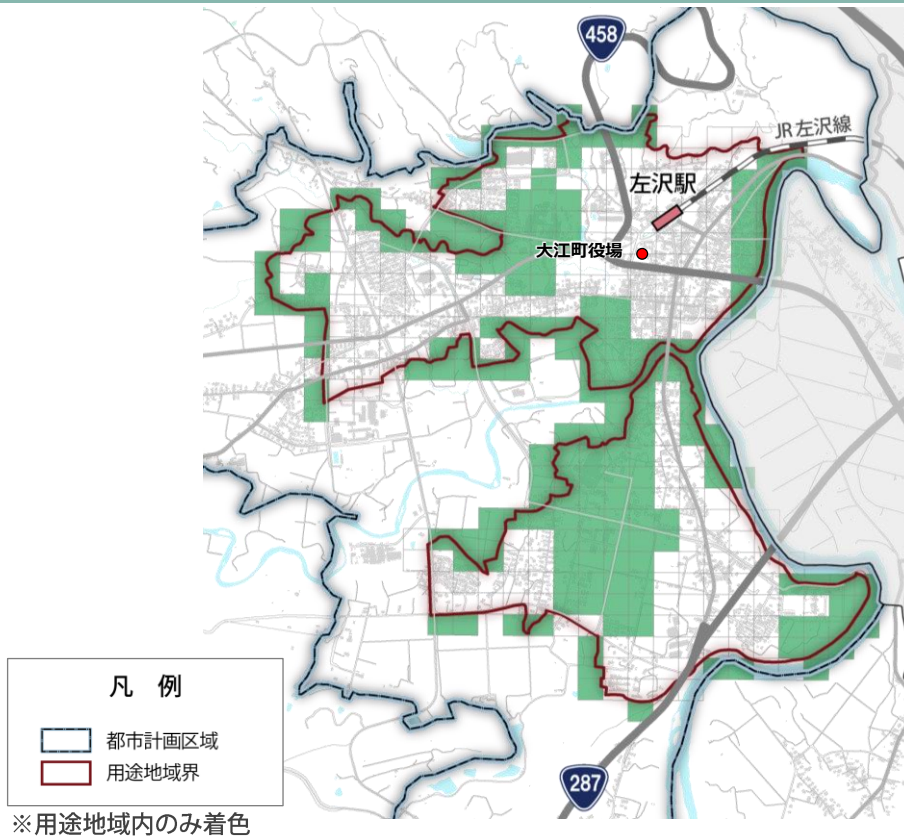 458
JR左沢線
左沢駅
大江町役場
凡 例
都市計画区域
用途地域界
287
※用途地域内のみ着色